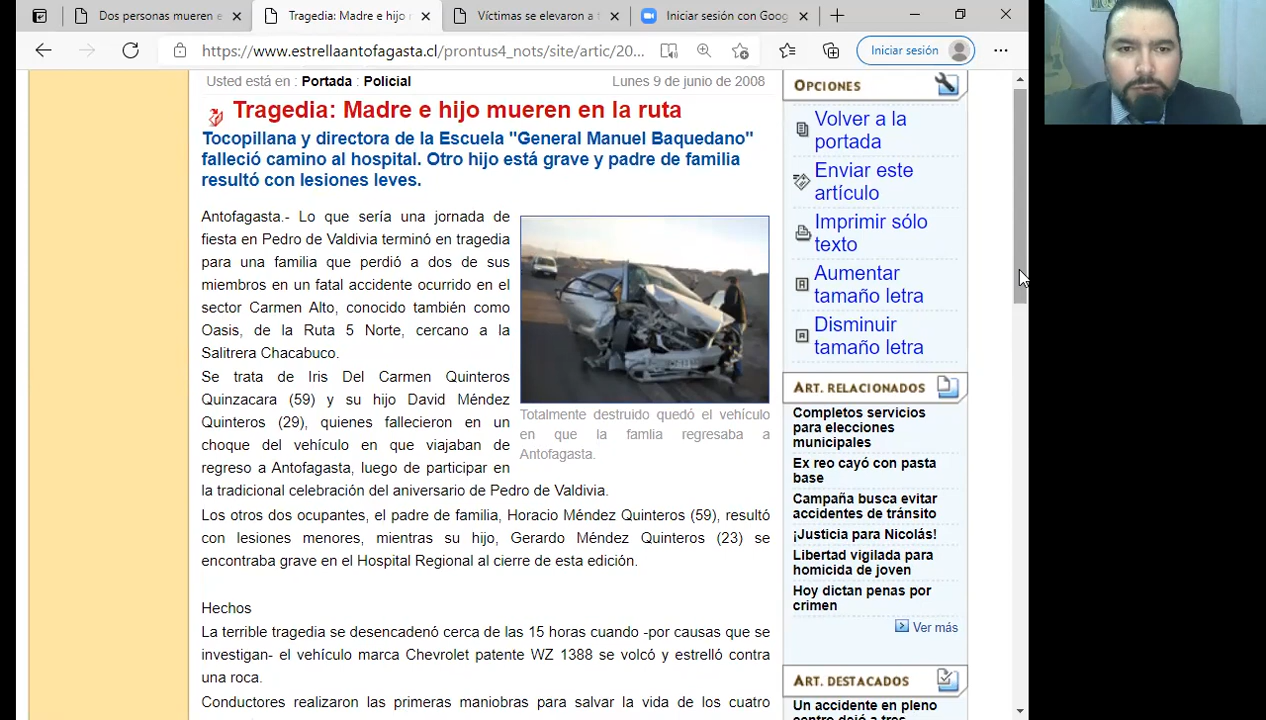 Dos personas mueren e
Tragedia: Madre e hijo
Víctimas se elevaron a
Iniciar sesión con Goog
https://www.estrellaantofagasta.cl/prontus4_nots/site/artic/20...
Iniciar sesión
Usted está en : Portada : Policial
Lunes 9 de junio de 2008
Tragedia: Madre e hijo mueren en la ruta
Tocopillana y directora de la Escuela "General Manuel Baquedano"
falleció camino al hospital. Otro hijo está grave y padre de familia
resultó con lesiones leves.
Antofagasta.- Lo que sería una jornada de
fiesta en Pedro de Valdivia terminó en tragedia
para una familia que perdió a dos de sus
miembros en un fatal accidente ocurrido en el
sector Carmen Alto, conocido también como
Oasis, de la Ruta 5 Norte, cercano a la
Salitrera Chacabuco.
Se trata de Iris Del Carmen Quinteros
Quinzacara (59) y su hijo David Méndez
Quinteros (29), quienes fallecieron en un
choque del vehículo en que viajaban de
regreso a Antofagasta, luego de participar en
la tradicional celebración del aniversario de Pedro de Valdivia.
Los otros dos ocupantes, el padre de familia, Horacio Méndez Quinteros (59), resultó
con lesiones menores, mientras su hijo, Gerardo Méndez Quinteros (23) se
encontraba grave en el Hospital Regional al cierre de esta edición.
Hechos
La terrible tragedia se desencadenó cerca de las 15 horas cuando -por causas que se
investigan- el vehículo marca Chevrolet patente WZ 1388 se volcó y estrelló contra
una roca.
Conductores realizaron las primeras maniobras para salvar la vida de los cuatro
Totalmente destruido quedó el vehículo
en que la famlia regresaba a
Antofagasta.
OPCIONES
Volver a la
portada
Enviar este
artículo
Imprimir sólo
texto
Aumentar
tamaño letra
Disminuir
tamaño letra
ART. RELACIONADOS
Completos servicios
para elecciones
municipales
Ex reo cayó con pasta
base
Campaña busca evitar
accidentes de tránsito
¡Justicia para Nicolás!
Libertad vigilada para
homicida de joven
Hoy dictan penas por
crimen
Ver más
ART. DESTACADOS
Un accidente en pleno
centro dejó a tres